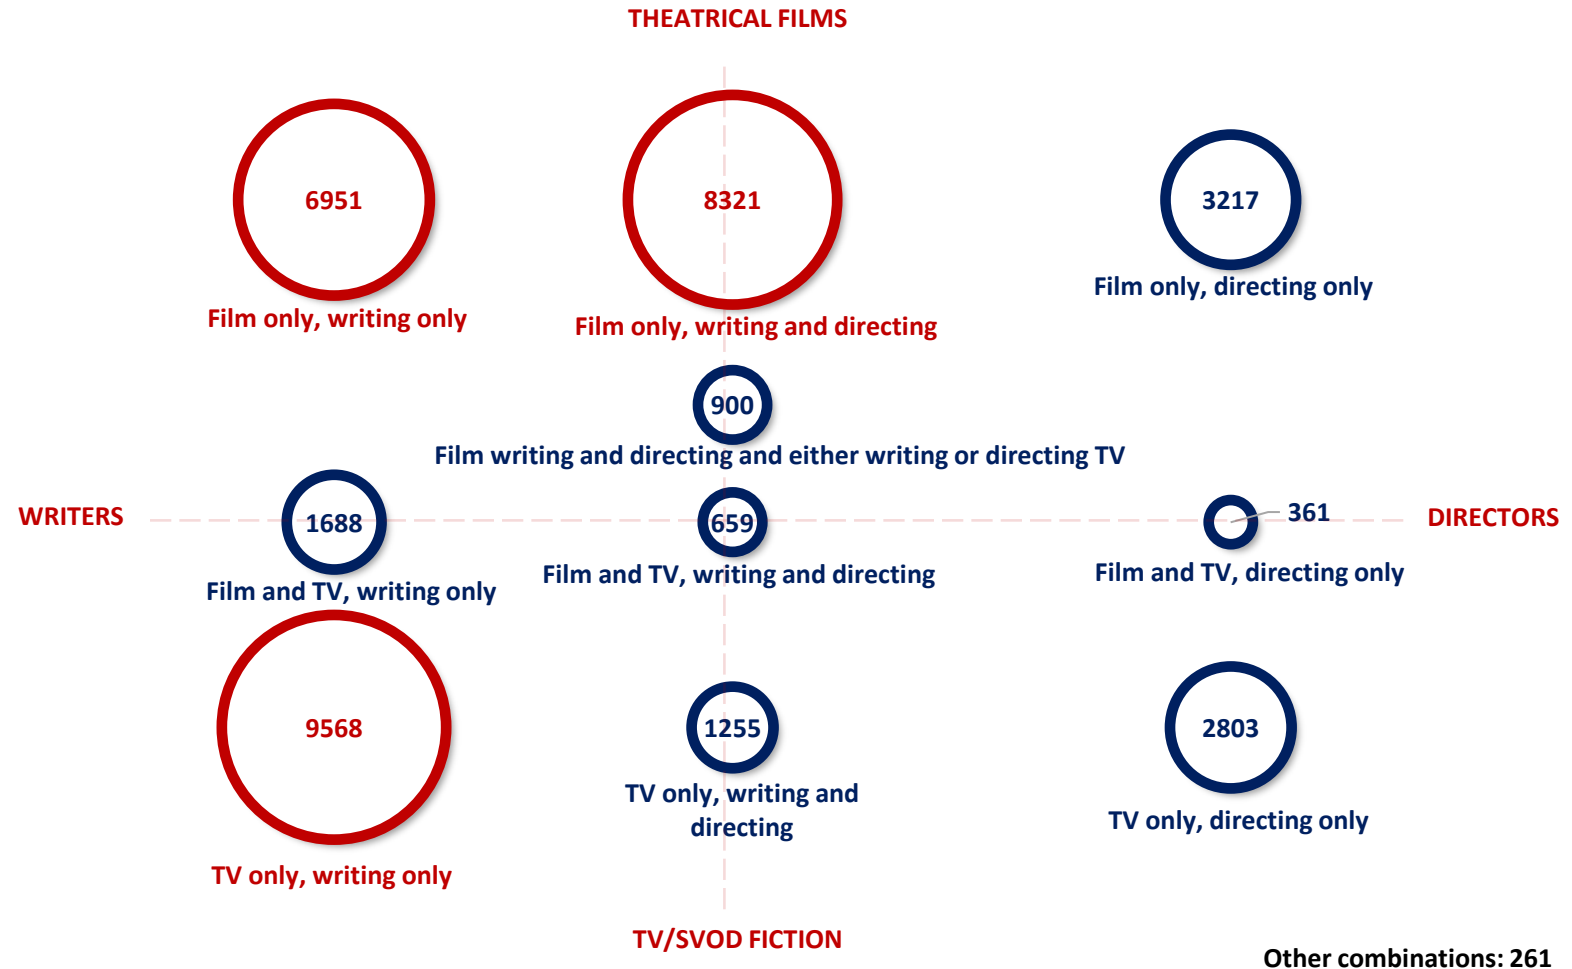 THEATRICAL FILMS
6951
8321
3217
Film only, writing only
Film only, writing and directing
Film only, directing only
900
Film writing and directing and either writing or directing TV
WRITERS
1688
659
361
DIRECTORS
Film and TV, writing only
Film and TV, writing and directing
Film and TV, directing only
9568
1255
2803
TV only, writing only
TV only, writing and
directing
TV only, directing only
TV/SVOD FICTION
Other combinations: 261